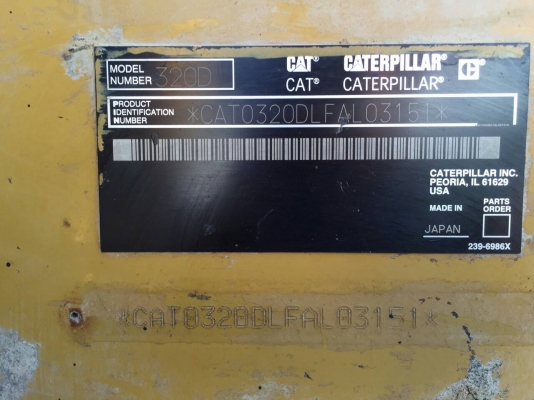 MODEL NUMBER 320D
CAT CATERPILLAR C
CAT® CATERPILLAR®
PRODUCT IDENTIFICATION NUMBER *CAT0320DLFAL03151*
CATERPILLAR INC.
PEORIA, IL 61629
USA
MADE IN
JAPAN
PARTS ORDER
239-6986X
*CAT0320DLFAL03151*